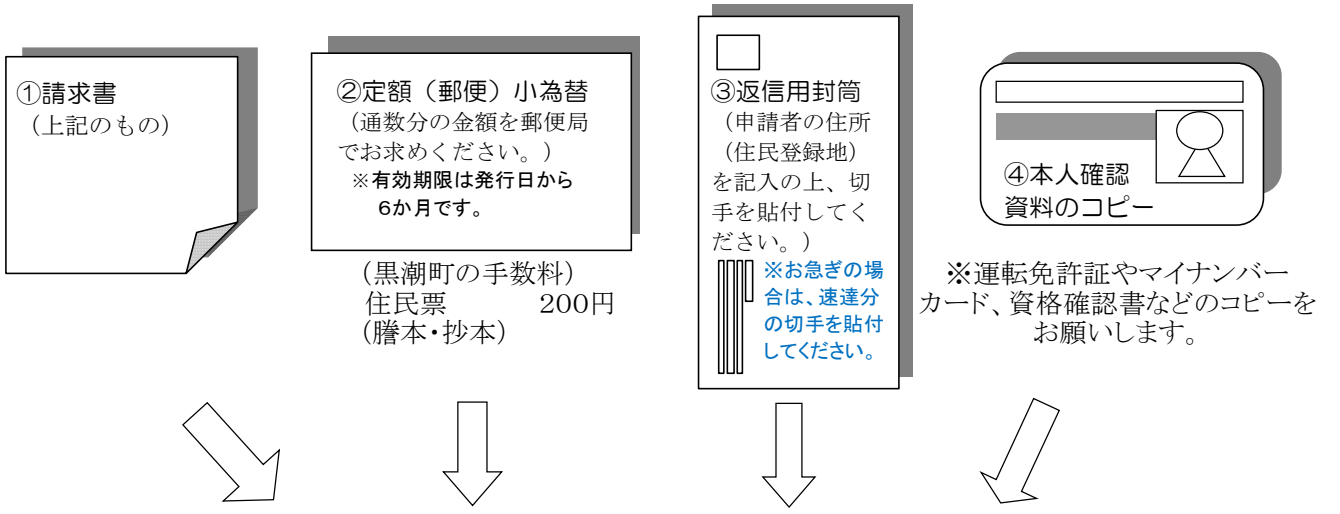 ①請求書
（上記のもの）
②定額（郵便）小為替
（通数分の金額を郵便局
でお求めください。）
※有効期限は発行日から
6か月です。
（黒潮町の手数料）
住民票　　　200円
（謄本・抄本）
③返信用封筒
（申請者の住所
（住民登録地）
を記入の上、切
手を貼付してく
ださい。）
※お急ぎの場
合は、速達分
の切手を貼付
してください。
④本人確認
資料のコピー
※運転免許証やマイナンバー
カード、資格確認書などのコピーを
お願いします。